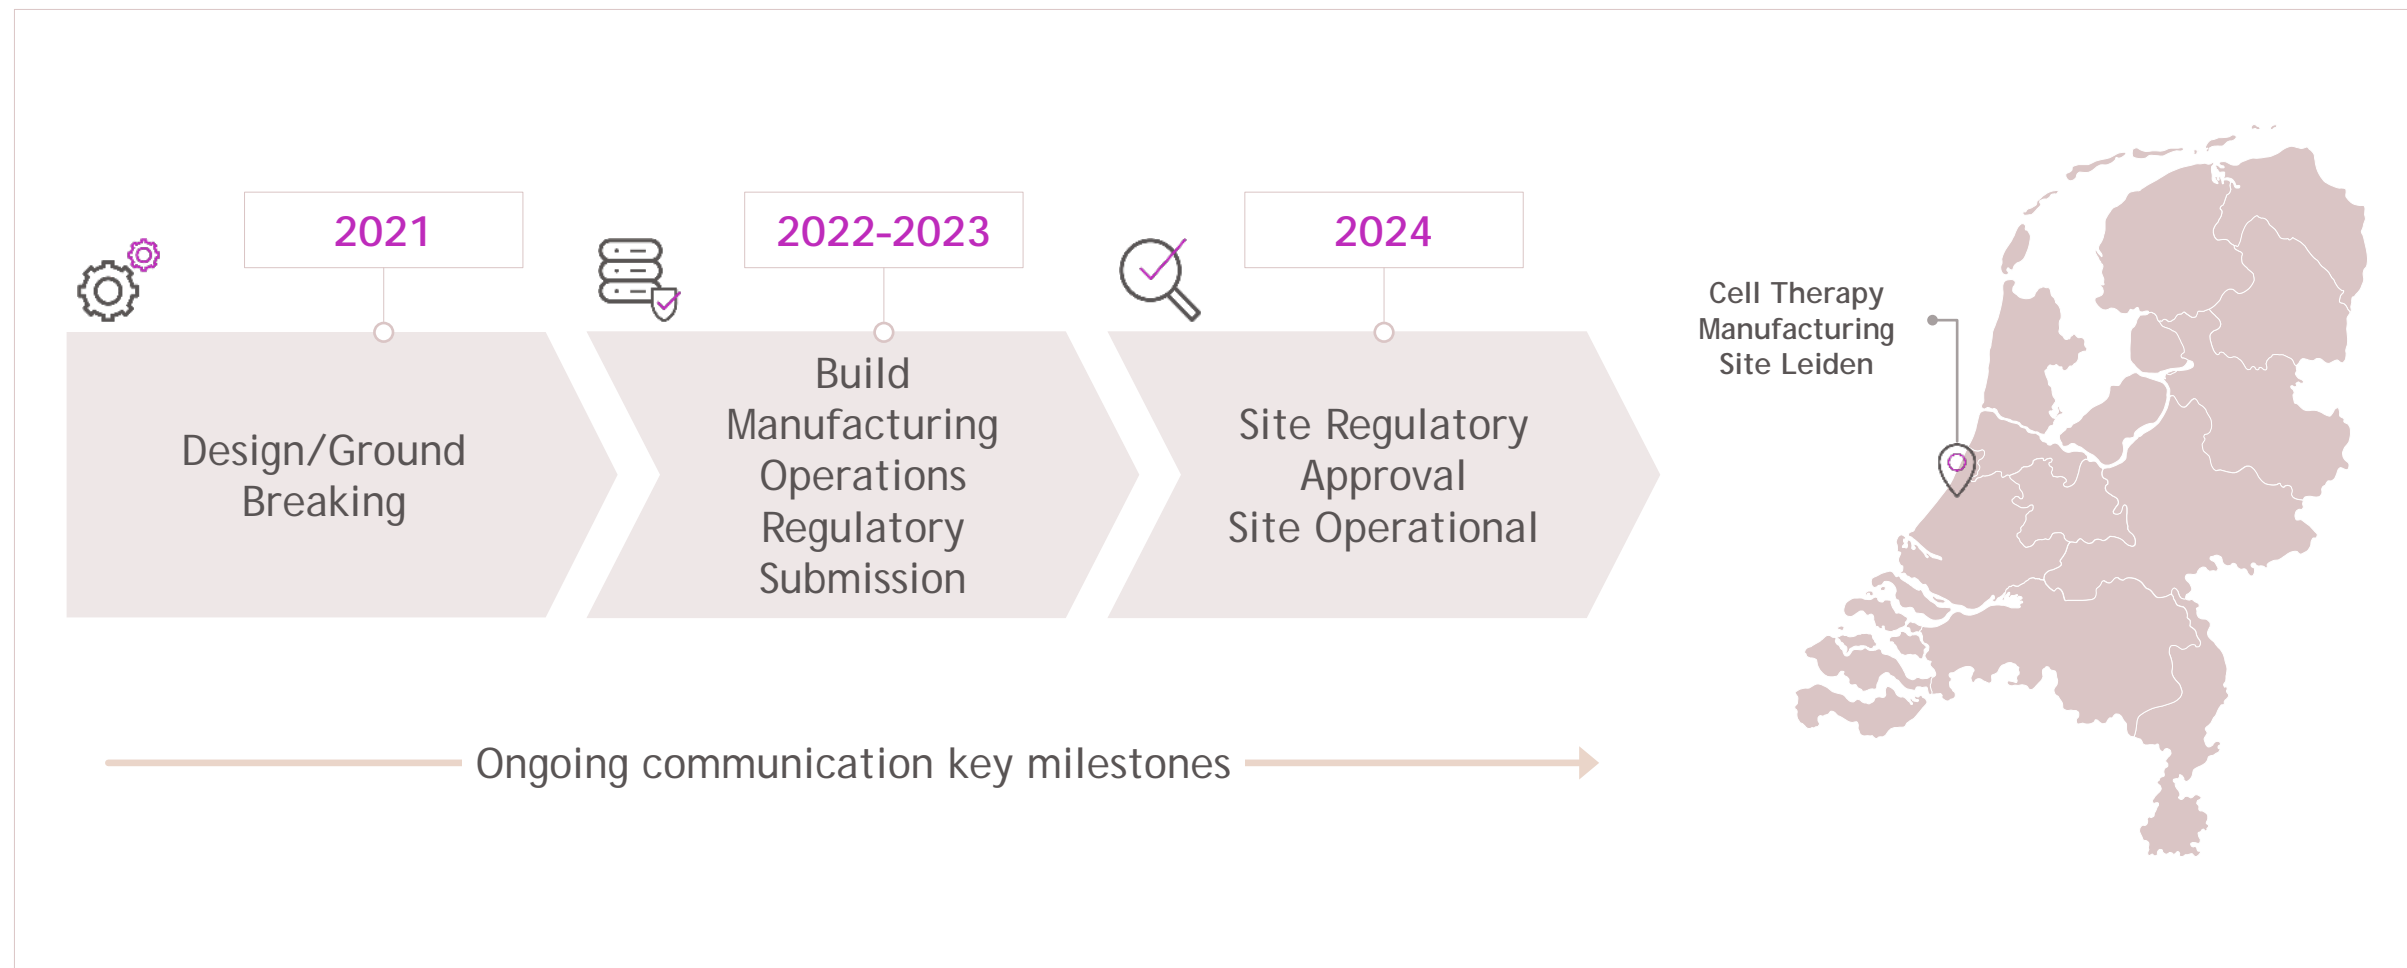 2021
Design/Ground
Breaking
2022-2023
Build
Manufacturing
Operations
Regulatory
Submission
2024
Site Regulatory
Approval
Site Operational
Ongoing communication key milestones
Cell Therapy
Manufacturing
Site Leiden